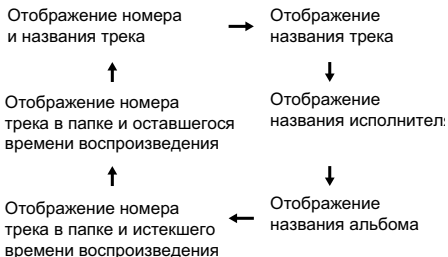 Отображение номера
и названия трека
Отображение
названия трека
Отображение номера
трека в папке и оставшегося
времени воспроизведения
Отображение
названия исполнителя
Отображение номера
трека в папке и истекшего
времени воспроизведения
Отображение
названия альбома